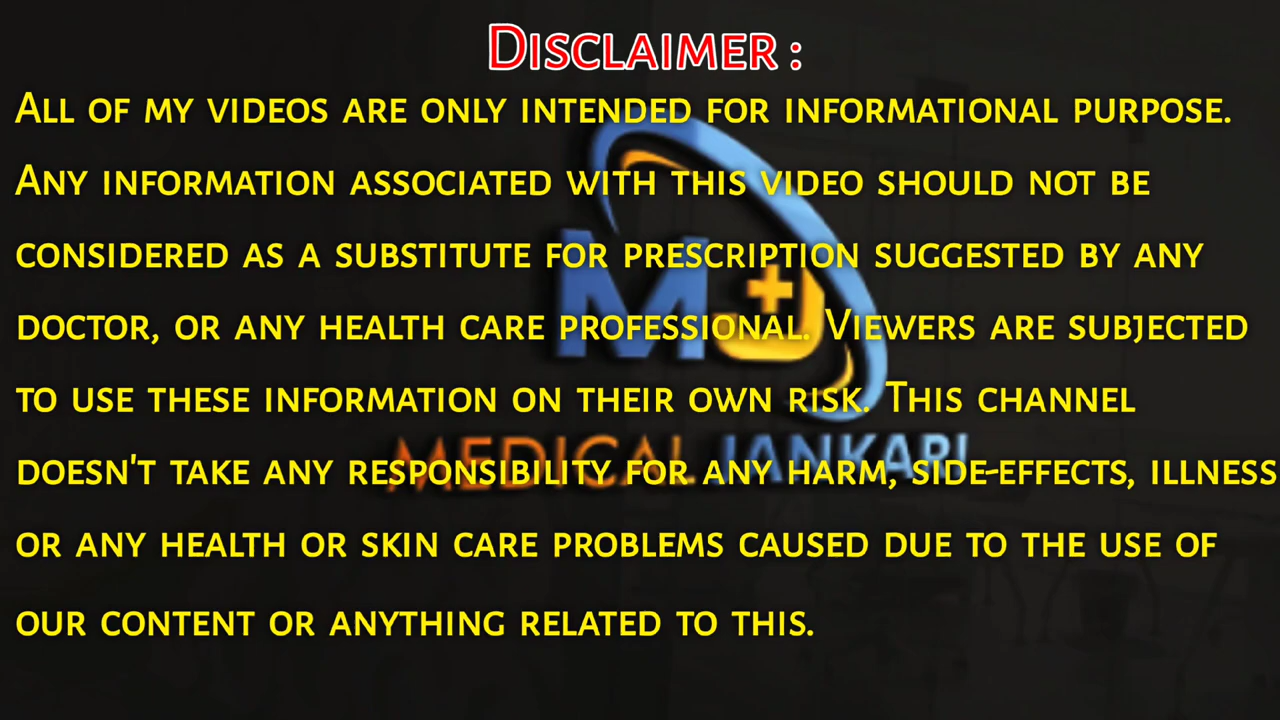 Disclaimer :
All of my videos are only intended for informational purpose.
Any information associated with this video should not be
considered as a substitute for prescription suggested by any
doctor, or any health care professional. Viewers are subjected
to use these information on their own risk. This channel
doesn't take any responsibility for any harm, side-effects, illness
or any health or skin care problems caused due to the use of
our content or anything related to this.
MJ
MEDICAL JANKARI